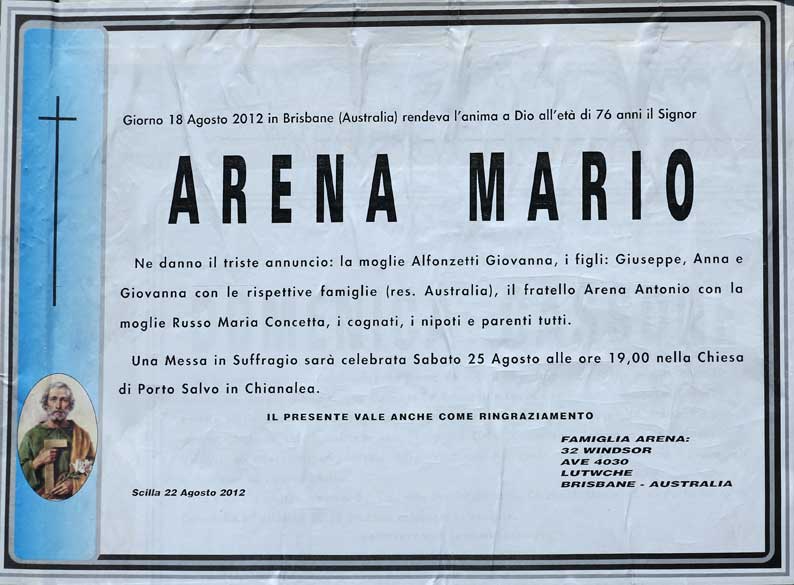 Giorno 18 Agosto 2012 in Brisbane (Australia) rendeva l'anima a Dio all'età di 76 anni il Signor
ARENA MARIO
Ne danno il triste annuncio: la moglie Alfonzetti Giovanna, i figli: Giuseppe, Anna e
Giovanna con le rispettive famiglie (res. Australia), il fratello Arena Antonio con la
moglie Russo Maria Concetta, i cognati, i nipoti e parenti tutti.
Una Messa in Suffragio sarà celebrata Sabato 25 Agosto alle ore 19,00 nella Chiesa
di Porto Salvo in Chianalea.
IL PRESENTE VALE ANCHE COME RINGRAZIAMENTO
FAMIGLIA ARENA:
32 WINDSOR
AVE 4030
LUTWCHE
BRISBANE - AUSTRALIA
Scilla 22 Agosto 2012